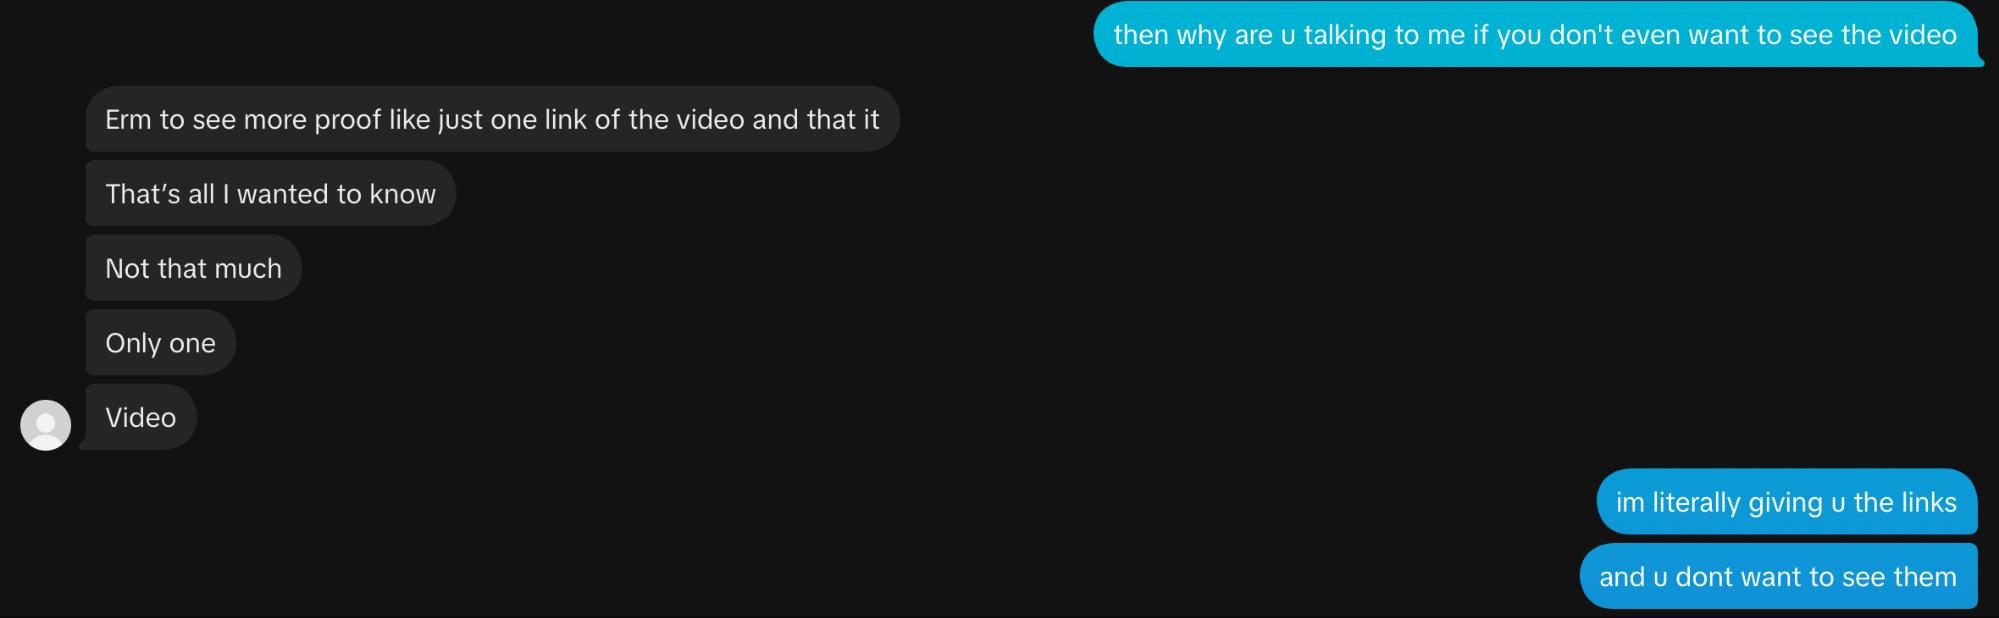 then why are u talking to me if you don't even want to see the video
Erm to see more proof like just one link of the video and that it
That’s all I wanted to know
Not that much
Only one
Video
im literally giving u the links
and u dont want to see them